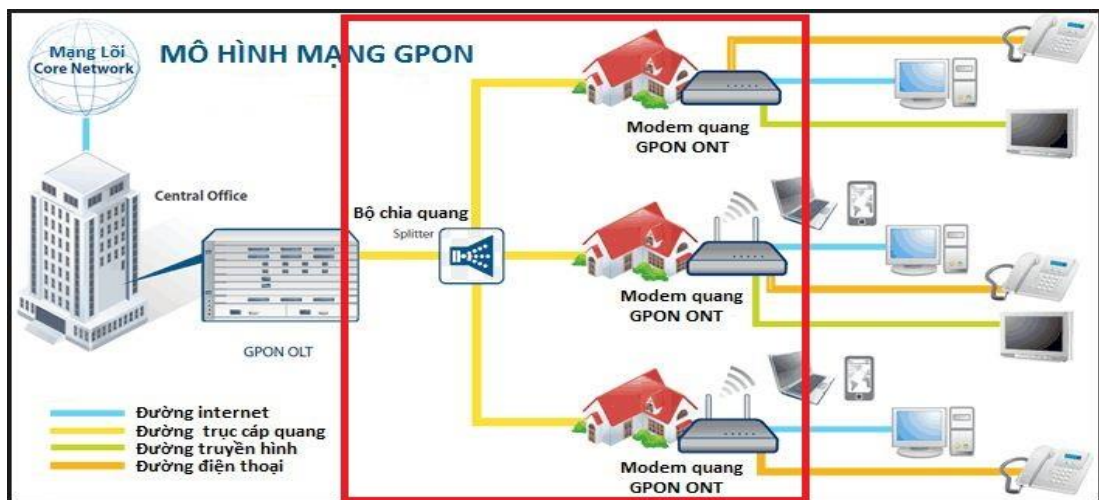 Mạng Lõi
Core Network
MÔ HÌNH MẠNG GPON
Central Office
GPON OLT
Bộ chia quang
Splitter
Modem quang
GPON ONT
Modem quang
GPON ONT
Modem quang
GPON ONT
Đường internet
Đường trục cáp quang
Đường truyền hình
Đường điện thoại